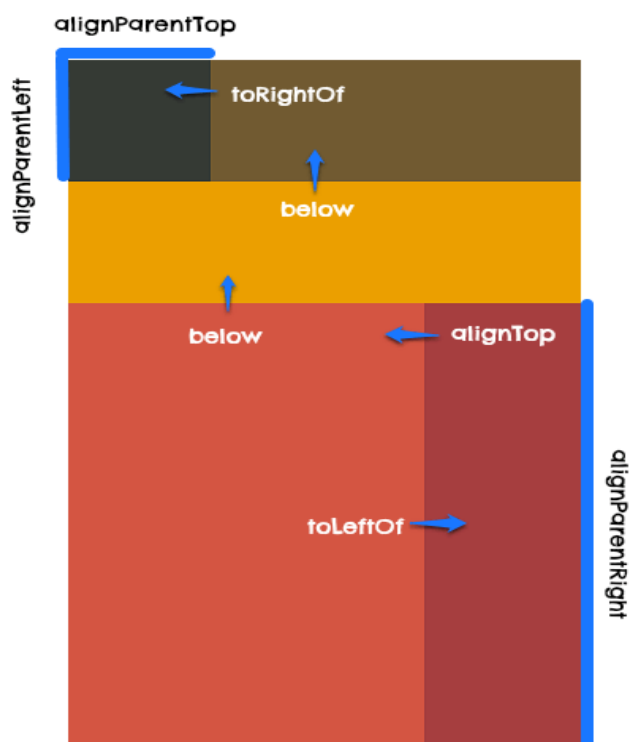 alignParentTop
alignParentLeft
toRightOf
below
below
alignTop
toLeftOf
alignParentRight